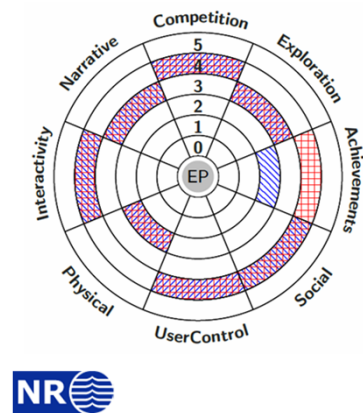 Competition
Narrative
Exploration
5
4
3
2
1
0
EP
Interactivity
Achievements
Physical
Social
UserControl
NR